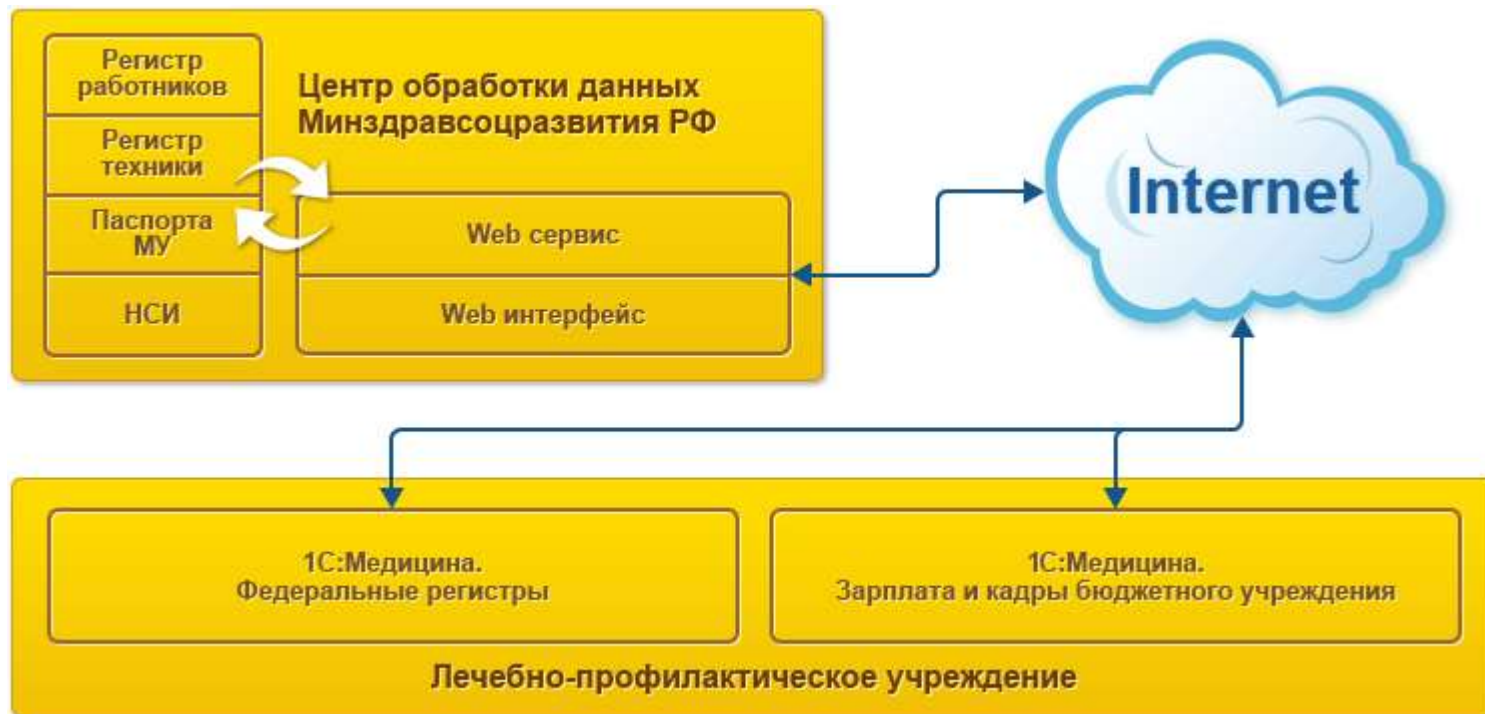 Регистр
работников
Регистр
техники
Паспорта
МУ
НСИ
Центр обработки данных
Минздравсоцразвития РФ
Web сервис
Web интерфейс
Internet
1С:Медицина.
Федеральные регистры
1С:Медицина.
Зарплата и кадры бюджетного учреждения
Лечебно-профилактическое учреждение